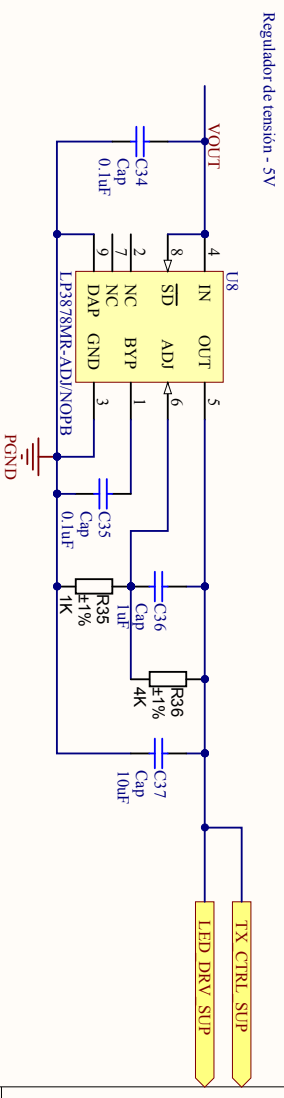 Regulador de tensión - 5V
VOUT
C34
Cap
0.1uF
U8
4
IN
OUT
5
8
SD
ADJ
6
2
NC
7
NC
BYP
1
9
DAP
GND
3
LP3878MR-ADJ/NOPB
PGND
C35
Cap
0.1uF
C36
Cap
1uF
R35
±1%
1K
R36
±1%
4K
C37
Cap
10uF
TX CTRL SUP
LED DRV SUP